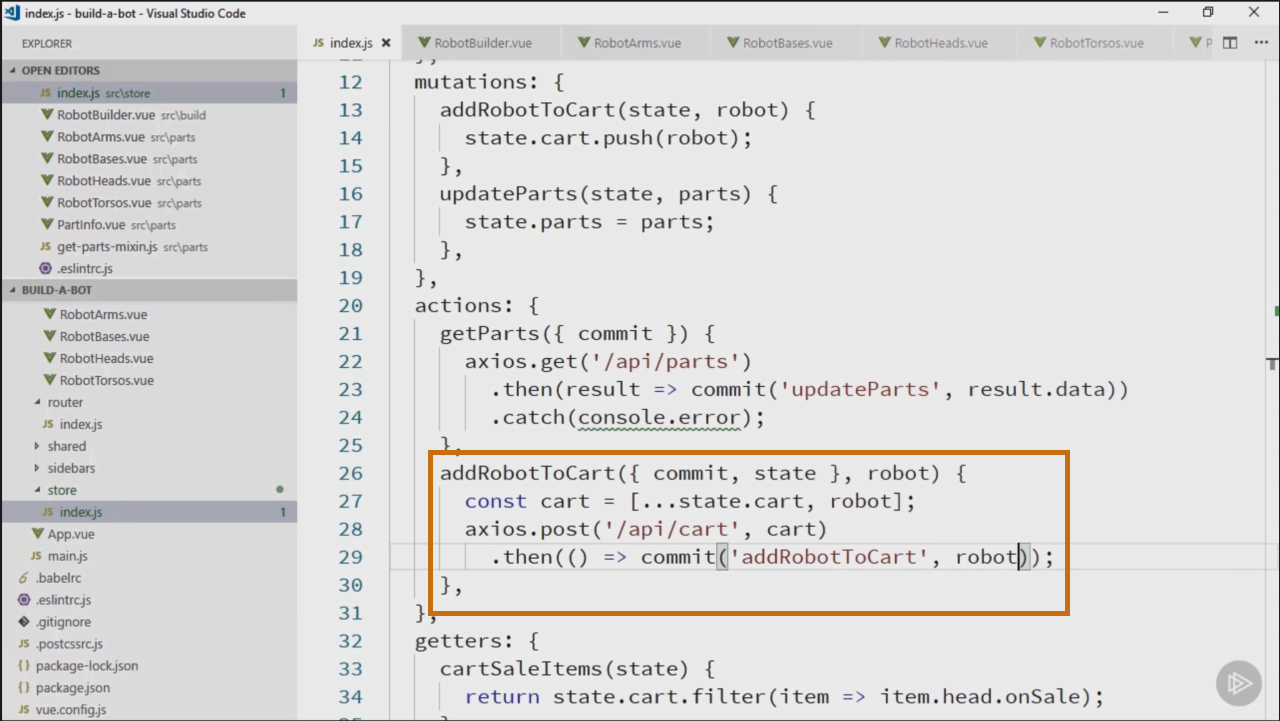 index.js - build-a-bot - Visual Studio Code
EXPLORER
JS index.js
RobotBuilder.vue
RobotArms.vue
RobotBases.vue
RobotHeads.vue
RobotTorsos.vue
OPEN EDITORS
JS index.js src\store 1
RobotBuilder.vue src\build
RobotArms.vue src\parts
RobotBases.vue src\parts
RobotHeads.vue src\parts
RobotTorsos.vue src\parts
PartInfo.vue src\parts
JS get-parts-mixin.js src\parts
.eslintrc.js
BUILD-A-BOT
RobotArms.vue
RobotBases.vue
RobotHeads.vue
RobotTorsos.vue
router
JS index.js
shared
sidebars
store
JS index.js 1
App.vue
JS main.js
.babelrc
.eslintrc.js
.gitignore
JS .postcssrc.js
{} package-lock.json
{} package.json
JS vue.config.js
12 mutations: {
13 addRobotToCart(state, robot) {
14 state.cart.push(robot);
15 },
16 updateParts(state, parts) {
17 state.parts = parts;
18 },
19 },
20 actions: {
21 getParts({ commit }) {
22 axios.get('/api/parts')
23 .then(result => commit('updateParts', result.data))
24 .catch(console.error);
25 },
26 addRobotToCart({ commit, state }, robot) {
27 const cart = [...state.cart, robot];
28 axios.post('/api/cart', cart)
29 .then(() => commit('addRobotToCart', robot));
30 },
31 },
32 getters: {
33 cartSaleItems(state) {
34 return state.cart.filter(item => item.head.onSale);